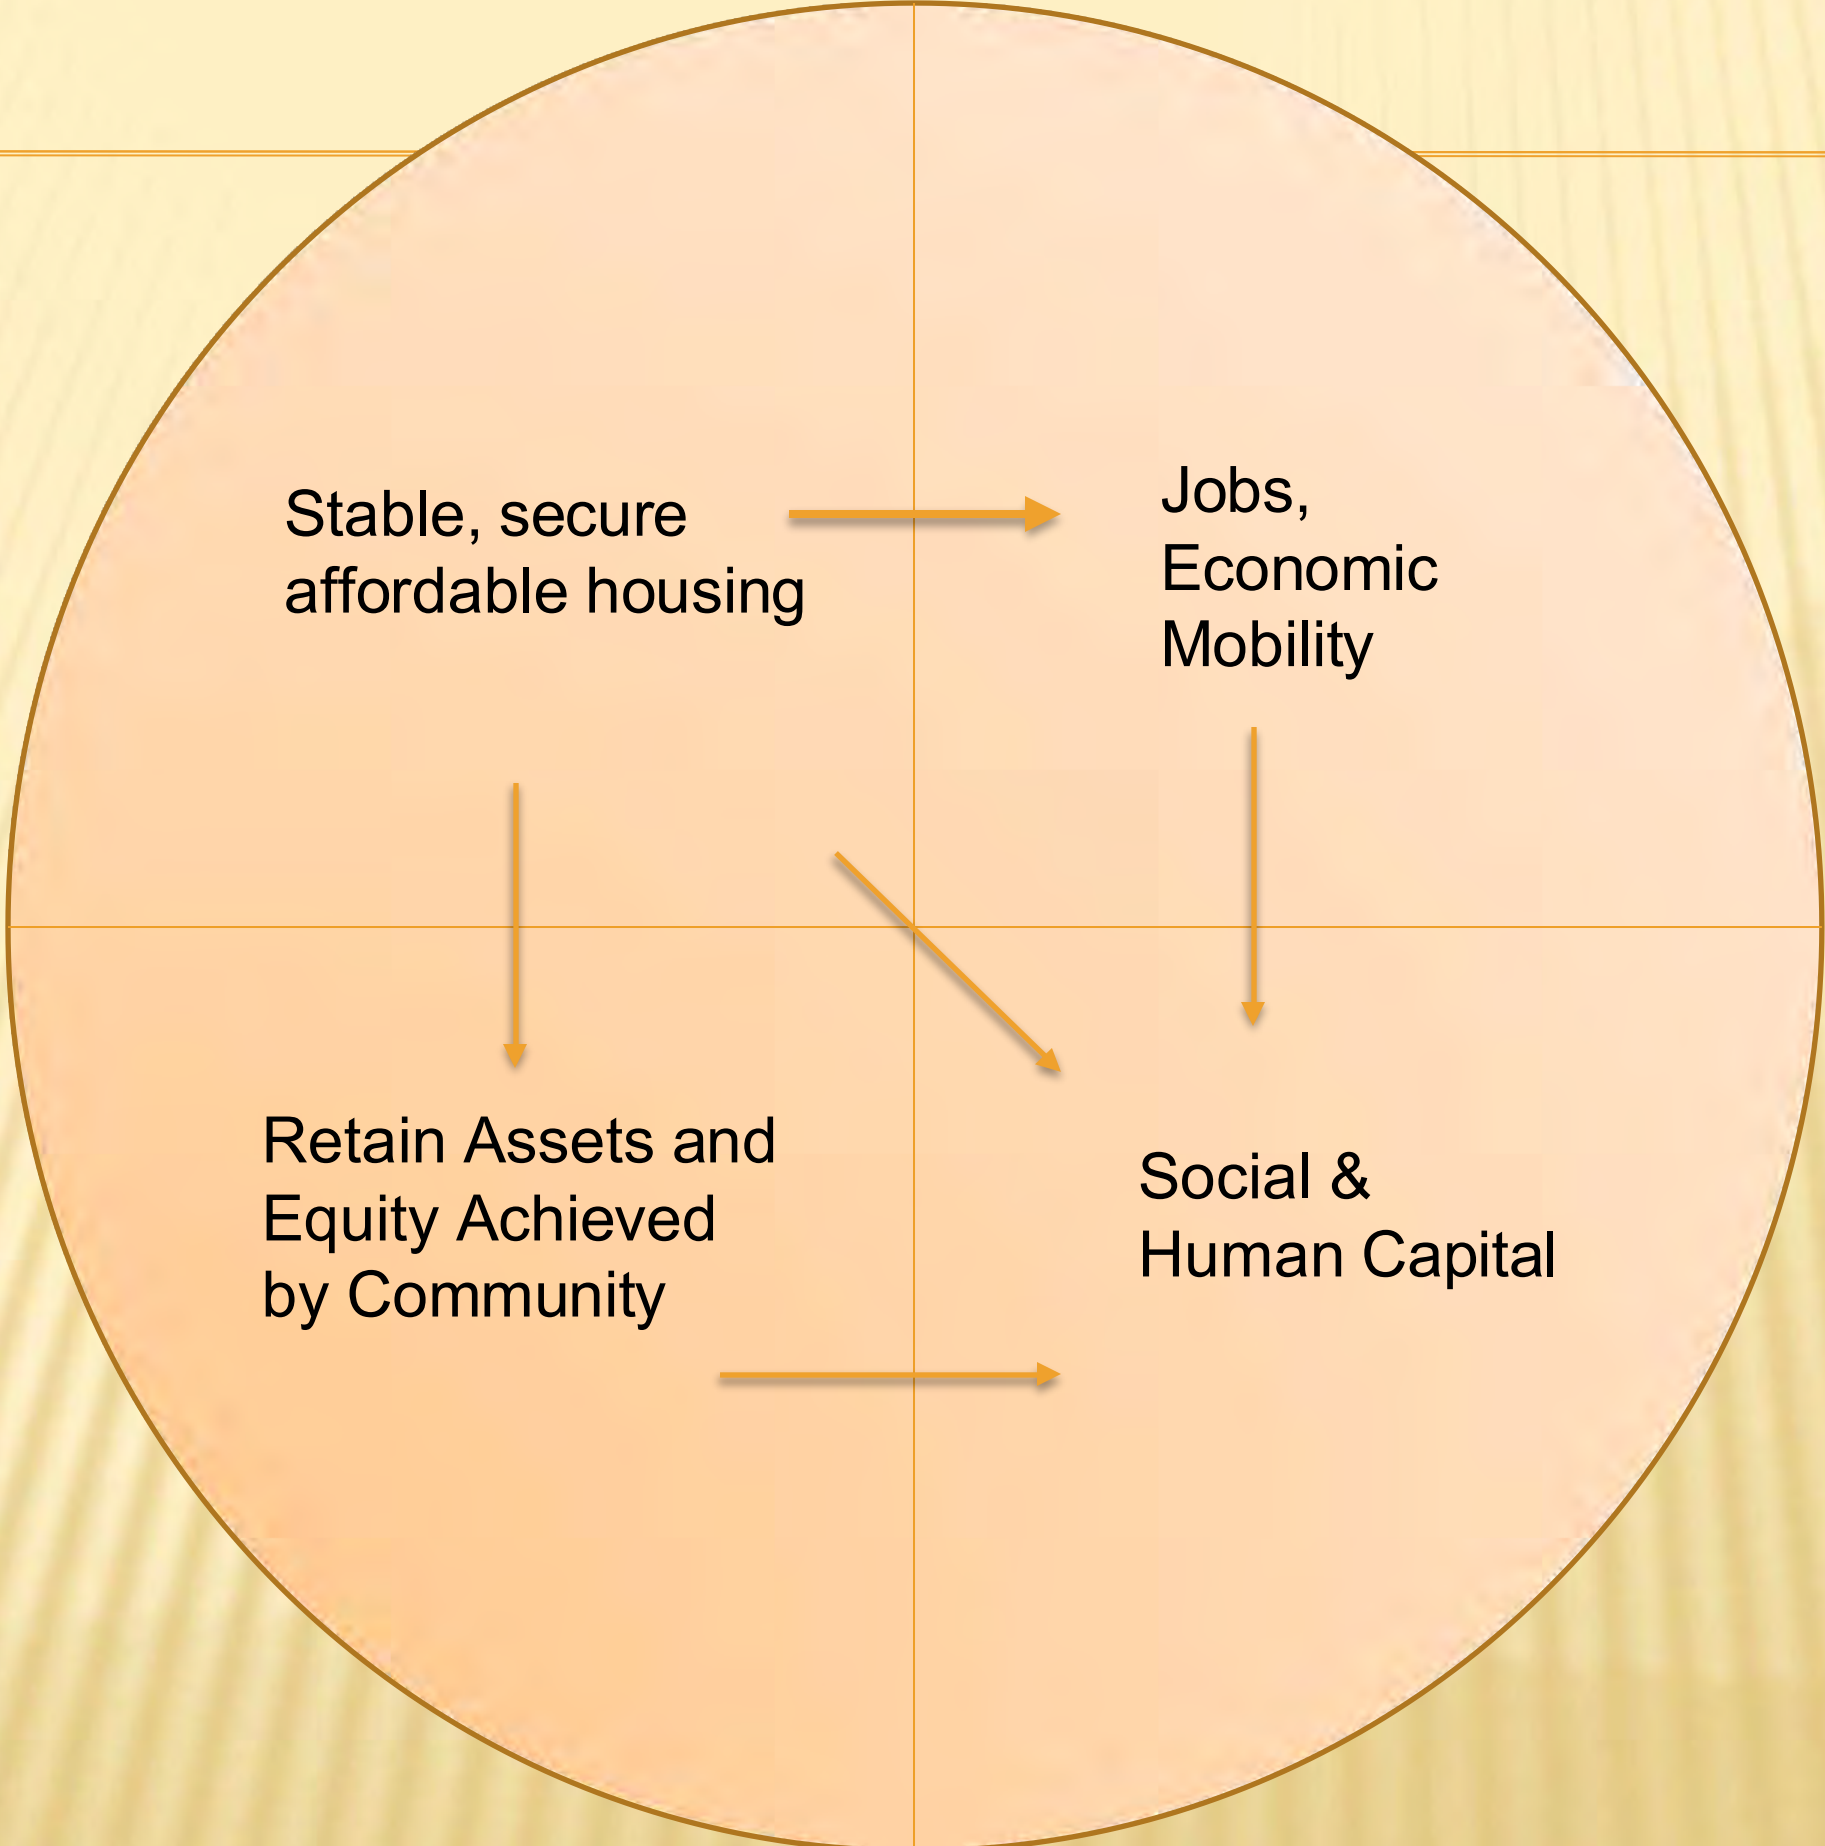 Stable, secure
affordable housing
Jobs,
Economic
Mobility
Retain Assets and
Equity Achieved
by Community
Social &
Human Capital